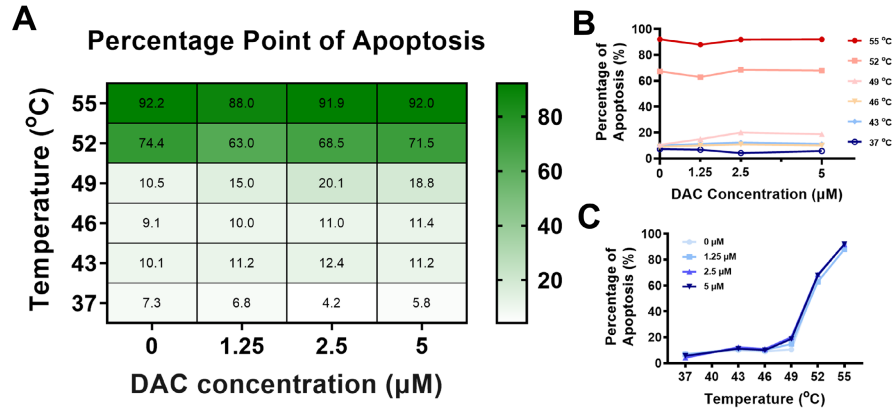 A
Percentage Point of Apoptosis
Temperature (°C)
55 92.2 88.0 91.9 92.0
52 74.4 63.0 68.5 71.5
49 10.5 15.0 20.1 18.8
46 9.1 10.0 11.0 11.4
43 10.1 11.2 12.4 11.2
37 7.3 6.8 4.2 5.8
0 1.25 2.5 5
DAC concentration (μM)
80
60
40
20
B
Percentage of
Apoptosis (%)
100
80
60
40
20
0
0 1.25 2.5 5
DAC Concentration (μM)
55 °C
52 °C
49 °C
46 °C
43 °C
37 °C
C
Percentage of
Apoptosis (%)
100
80
60
40
20
0
0 μM
1.25 μM
2.5 μM
5 μM
37 40 43 46 49 52 55
Temperature (°C)